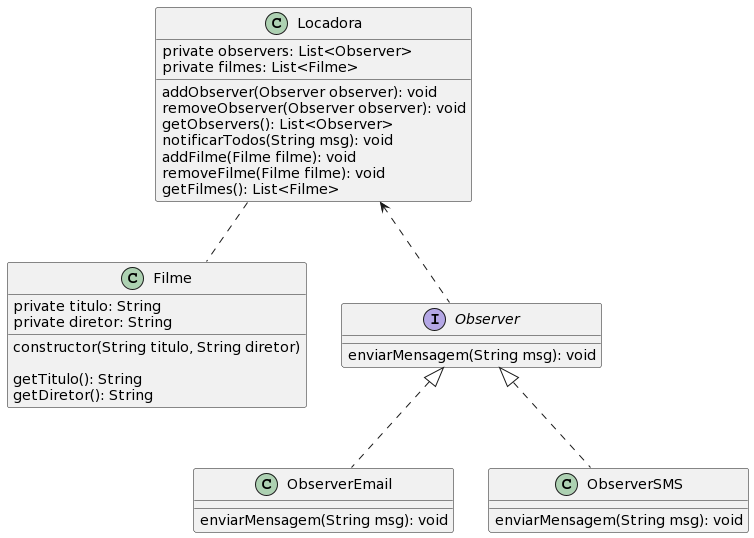 C Locadora
private observers: List<Observer>
private filmes: List<Filme>
addObserver(Observer observer): void
removeObserver(Observer observer): void
getObservers(): List<Observer>
notificarTodos(String msg): void
addFilme(Filme filme): void
removeFilme(Filme filme): void
getFilmes(): List<Filme>
C Filme
private titulo: String
private diretor: String
constructor(String titulo, String diretor)
getTitulo(): String
getDiretor(): String
I Observer
enviarMensagem(String msg): void
C ObserverEmail
enviarMensagem(String msg): void
C ObserverSMS
enviarMensagem(String msg): void